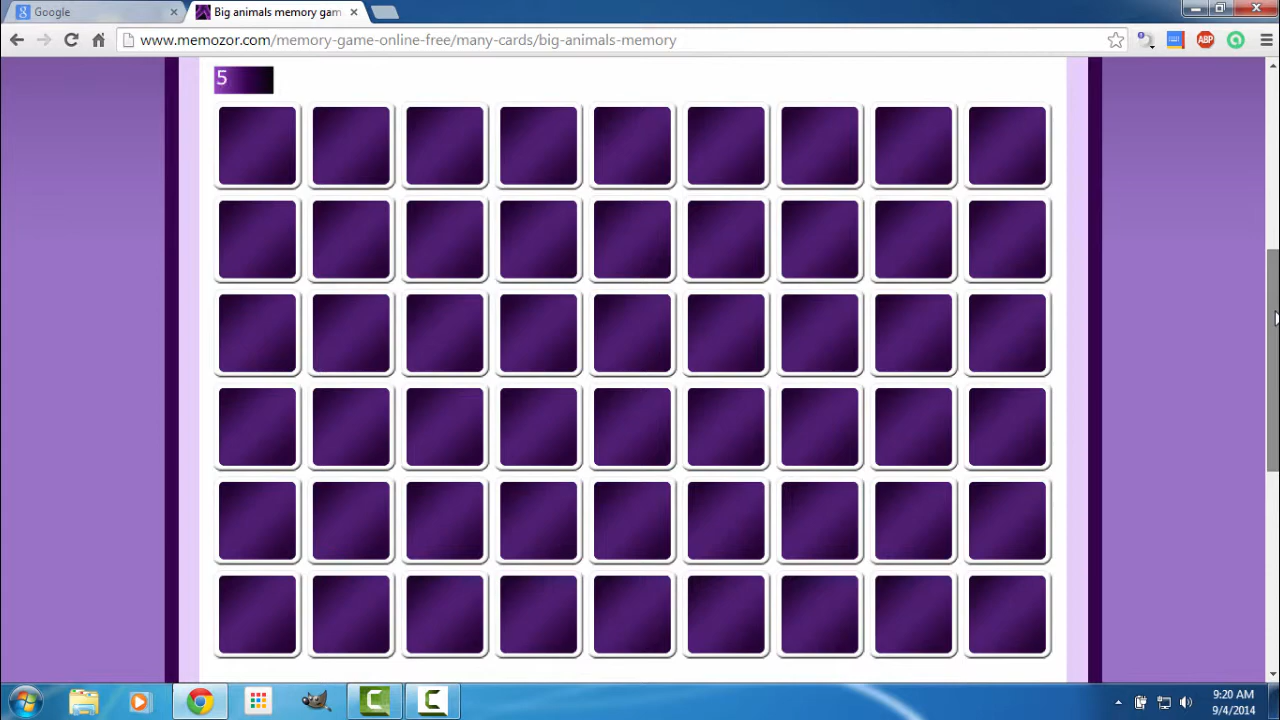 Google
Big animals memory gam
www.memozor.com/memory-game-online-free/many-cards/big-animals-memory
ABP
5
9:20 AM
9/4/2014